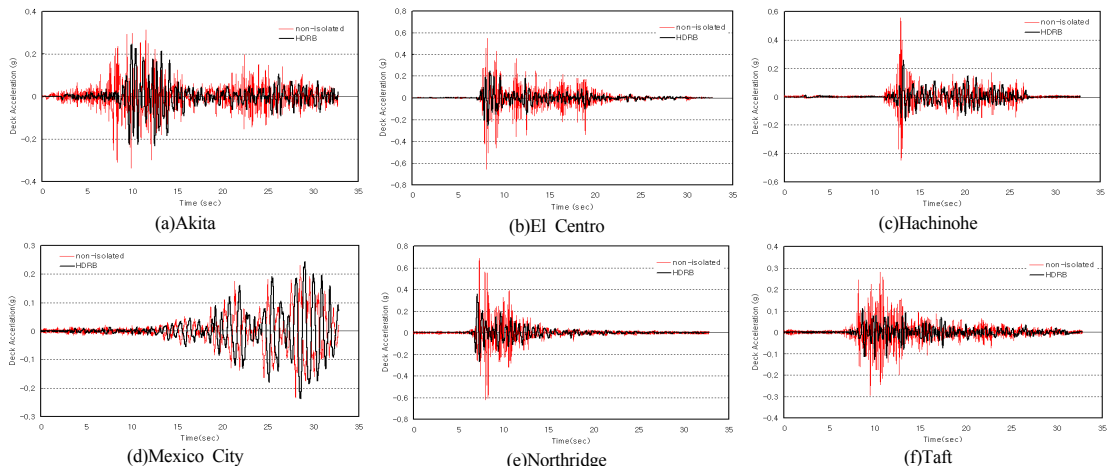 0.4
0.2
0
-0.2
-0.4
Deck Acceleration (g)
non-isolated
HDRB
0 5 10 15 20 25 30 35
Time (sec)
(a)Akita
0.8
0.6
0.4
0.2
0
-0.2
-0.4
-0.6
-0.8
Deck Acceleration (g)
non-isolated
HDRB
0 5 10 15 20 25 30 35
Time(sec)
(b)El Centro
0.6
0.4
0.2
0
-0.2
-0.4
-0.6
Deck Acceleration (g)
non-isolated
HDRB
0 5 10 15 20 25 30 35
Time(sec)
(c)Hachinohe
0.3
0.2
0.1
0
-0.1
-0.2
-0.3
Deck Accleration(g)
non-isolated
HDRB
0 5 10 15 20 25 30 35
Time(sec)
(d)Mexico City
0.8
0.6
0.4
0.2
0
-0.2
-0.4
-0.6
-0.8
Deck Acceleration (g)
non-isolated
HDRB
0 5 10 15 20 25 30 35
Time(sec)
(e)Northridge
0.4
0.3
0.2
0.1
0
-0.1
-0.2
-0.3
-0.4
Deck Acceleration (g)
non-isolated
HDRB
0 5 10 15 20 25 30 35
Time(sec)
(f)Taft